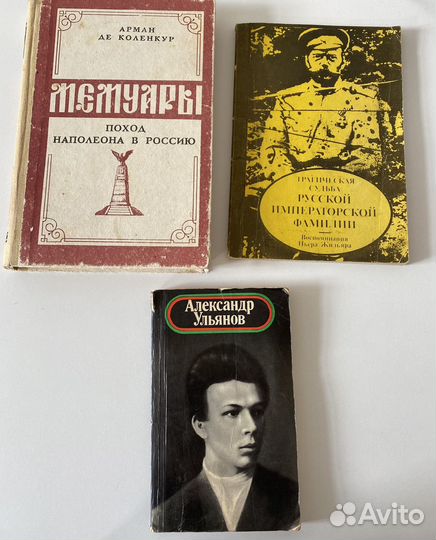 АРМАН
ДЕ КОЛЕНКУР
МЕМУАРЫ
ПОХОД
НАПОЛЕОНА В РОССИЮ
ТРАГИЧЕСКАЯ
СУДЬБА
РУССКОЙ
ИМПЕРАТОРСКОЙ
ФАМИЛИИ
Воспоминания
Пьера Жильяра
Александр
Ульянов
Avito